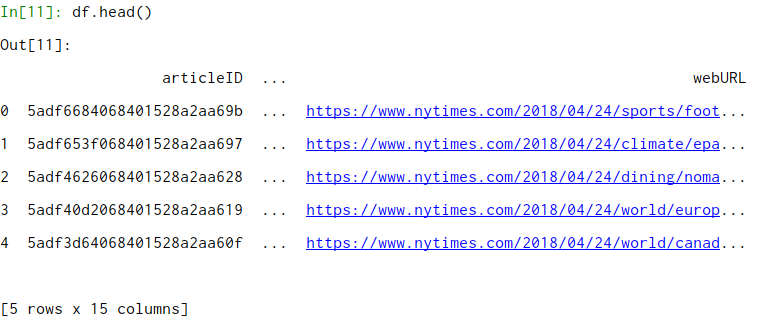 In[11]: df.head()
Out[11]:
articleID ... webURL
0 5adf6684068401528a2aa69b ... https://www.nytimes.com/2018/04/24/sports/foot...
1 5adf653f068401528a2aa697 ... https://www.nytimes.com/2018/04/24/climate/epa...
2 5adf4626068401528a2aa628 ... https://www.nytimes.com/2018/04/24/dining/noma...
3 5adf40d2068401528a2aa619 ... https://www.nytimes.com/2018/04/24/world/europ...
4 5adf3d64068401528a2aa60f ... https://www.nytimes.com/2018/04/24/world/canad...
[5 rows x 15 columns]